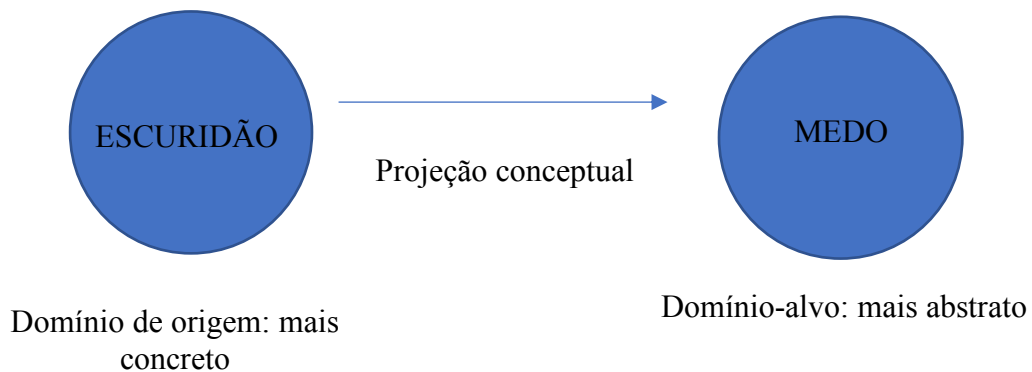 ESCURIDÃO
MEDO
Projeção conceptual
Domínio de origem: mais
concreto
Domínio-alvo: mais abstrato